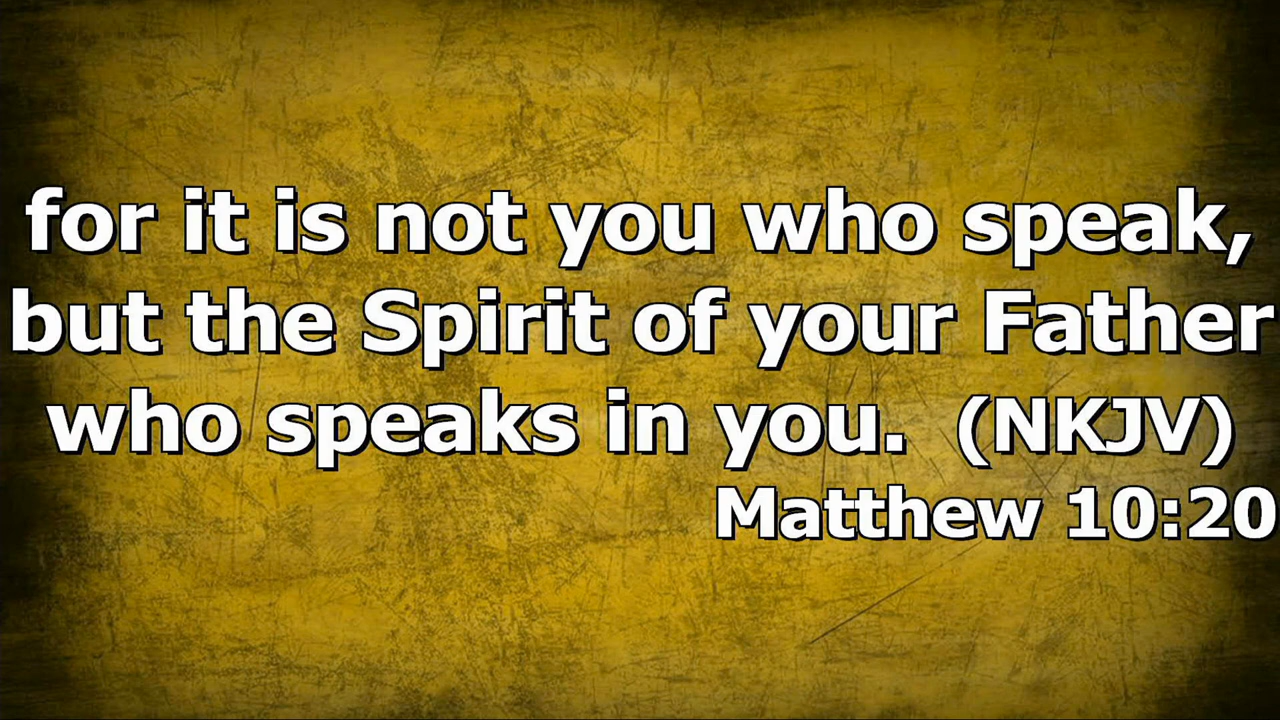 for it is not you who speak,
but the Spirit of your Father
who speaks in you.  (NKJV)
Matthew 10:20